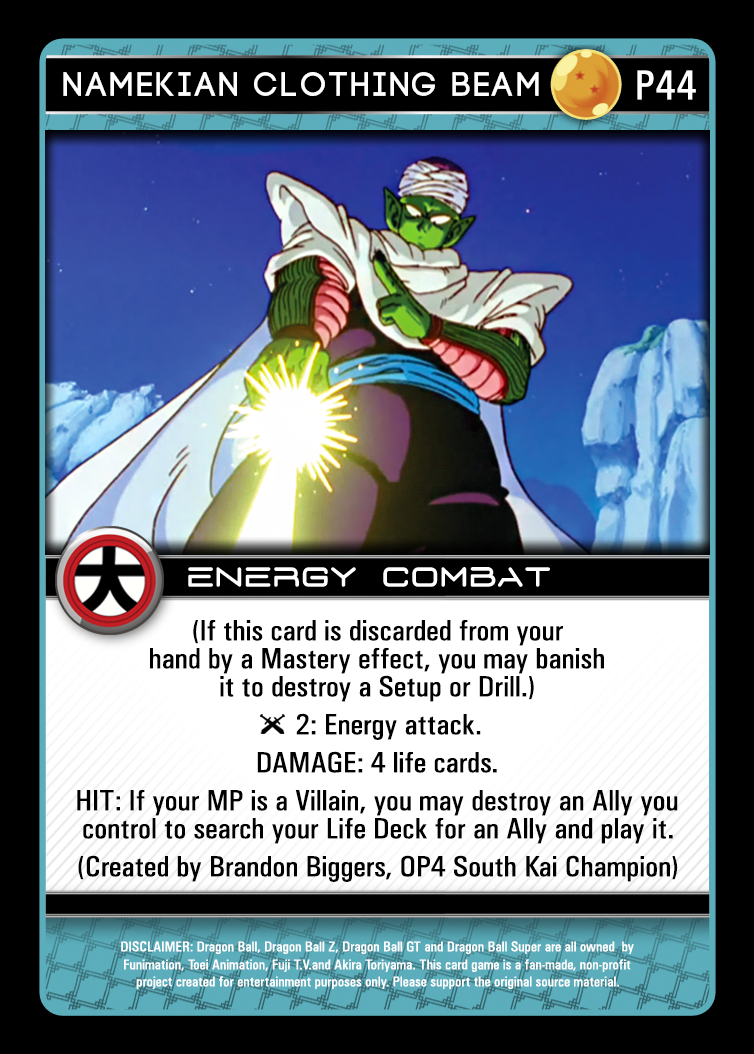 NAMEKIAN CLOTHING BEAM P44
大
ENERGY COMBAT
(If this card is discarded from your
hand by a Mastery effect, you may banish
it to destroy a Setup or Drill.)
2: Energy attack.
DAMAGE: 4 life cards.
HIT: If your MP is a Villain, you may destroy an Ally you
control to search your Life Deck for an Ally and play it.
(Created by Brandon Biggers, OP4 South Kai Champion)
DISCLAIMER: Dragon Ball, Dragon Ball Z, Dragon Ball GT and Dragon Ball Super are all owned by
Funimation, Toei Animation, Fuji T.V.and Akira Toriyama. This card game is a fan-made, non-profit
project created for entertainment purposes only. Please support the original source material.